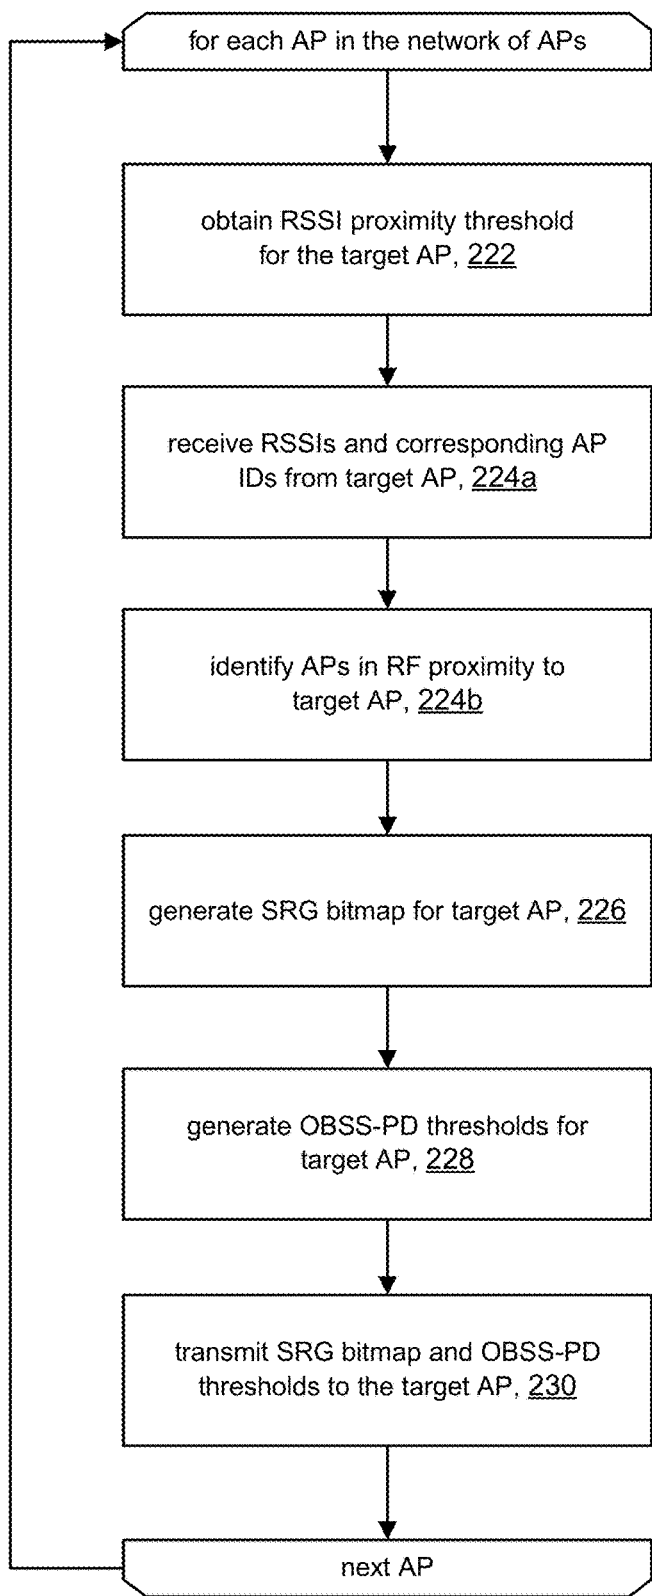 for each AP in the network of APs
obtain RSSI proximity threshold
for the target AP, 222
receive RSSIs and corresponding AP
IDs from target AP, 224a
identify APs in RF proximity to
target AP, 224b
generate SRG bitmap for target AP, 226
generate OBSS-PD thresholds for
target AP, 228
transmit SRG bitmap and OBSS-PD
thresholds to the target AP, 230
next AP